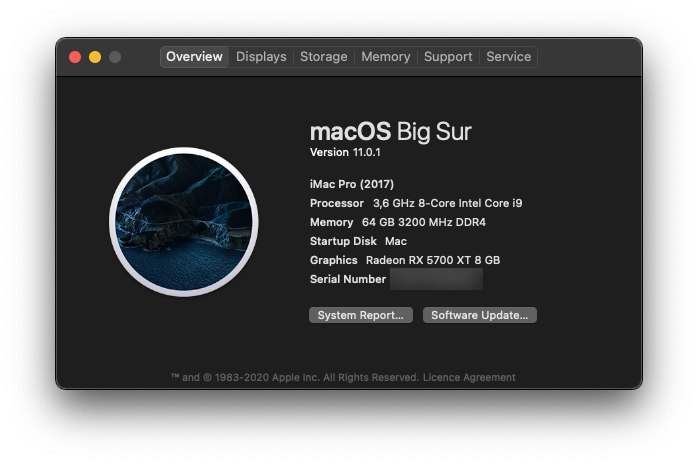 Overview Displays Storage Memory Support Service
macOS Big Sur
Version 11.0.1
iMac Pro (2017)
Processor 3,6 GHz 8-Core Intel Core i9
Memory 64 GB 3200 MHz DDR4
Startup Disk Mac
Graphics Radeon RX 5700 XT 8 GB
Serial Number
System Report... Software Update...
™ and © 1983-2020 Apple Inc. All Rights Reserved. Licence Agreement